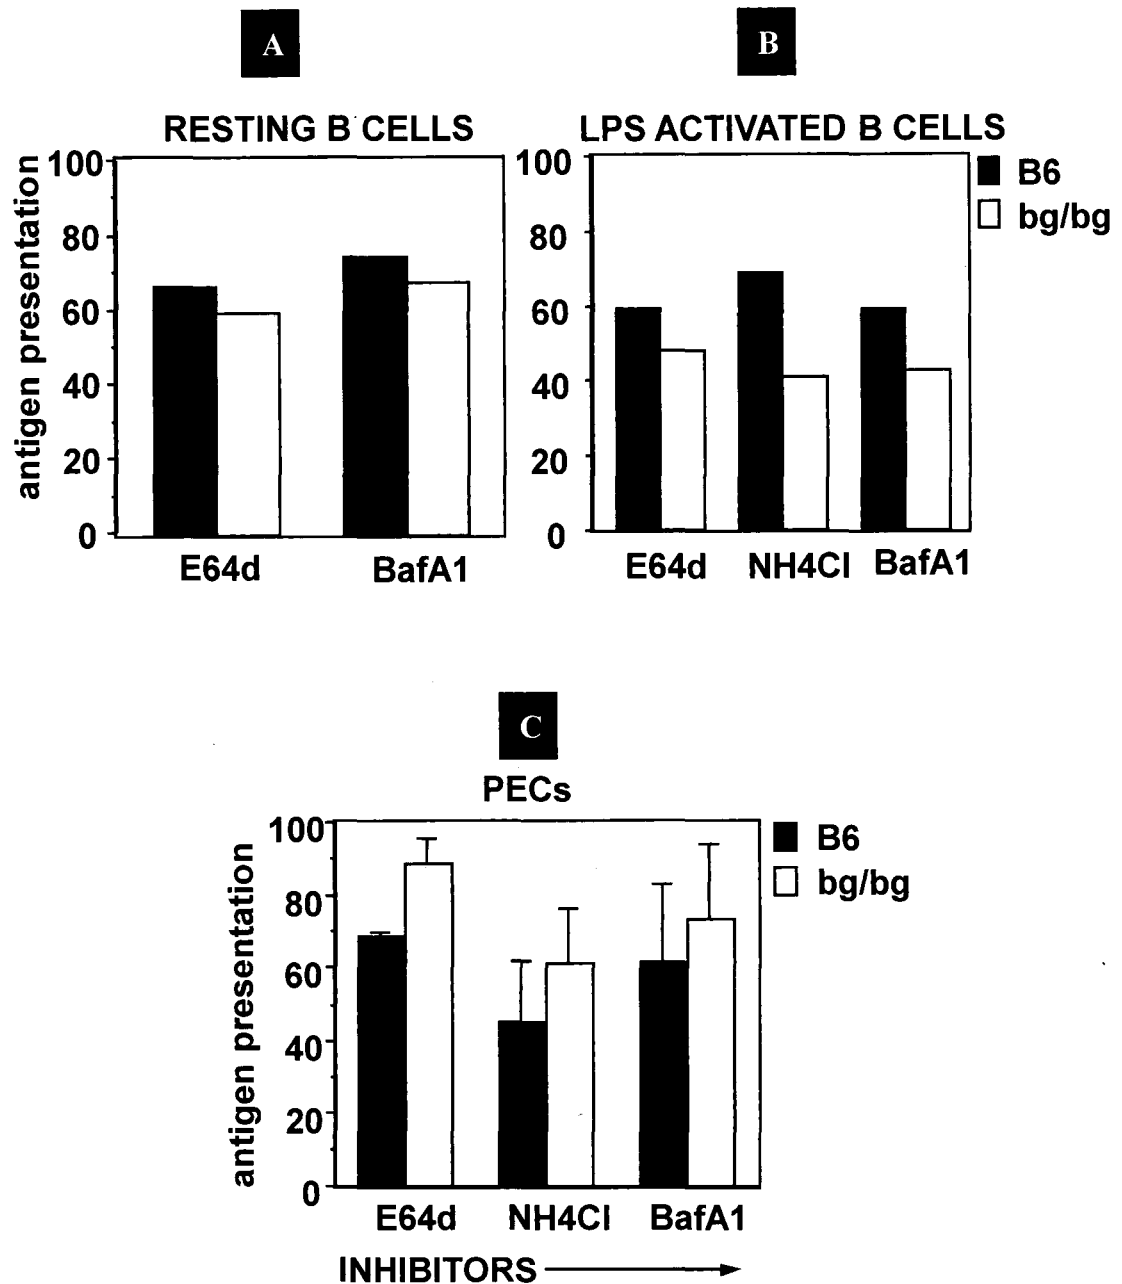 A
B
RESTING B CELLS
LPS ACTIVATED B CELLS
antigen presentation
100
80
60
40
20
0
E64d
BafA1
100
80
60
40
20
0
E64d
NH4Cl
BafA1
B6
bg/bg
C
PECs
antigen presentation
100
80
60
40
20
0
E64d
NH4Cl
BafA1
B6
bg/bg
INHIBITORS